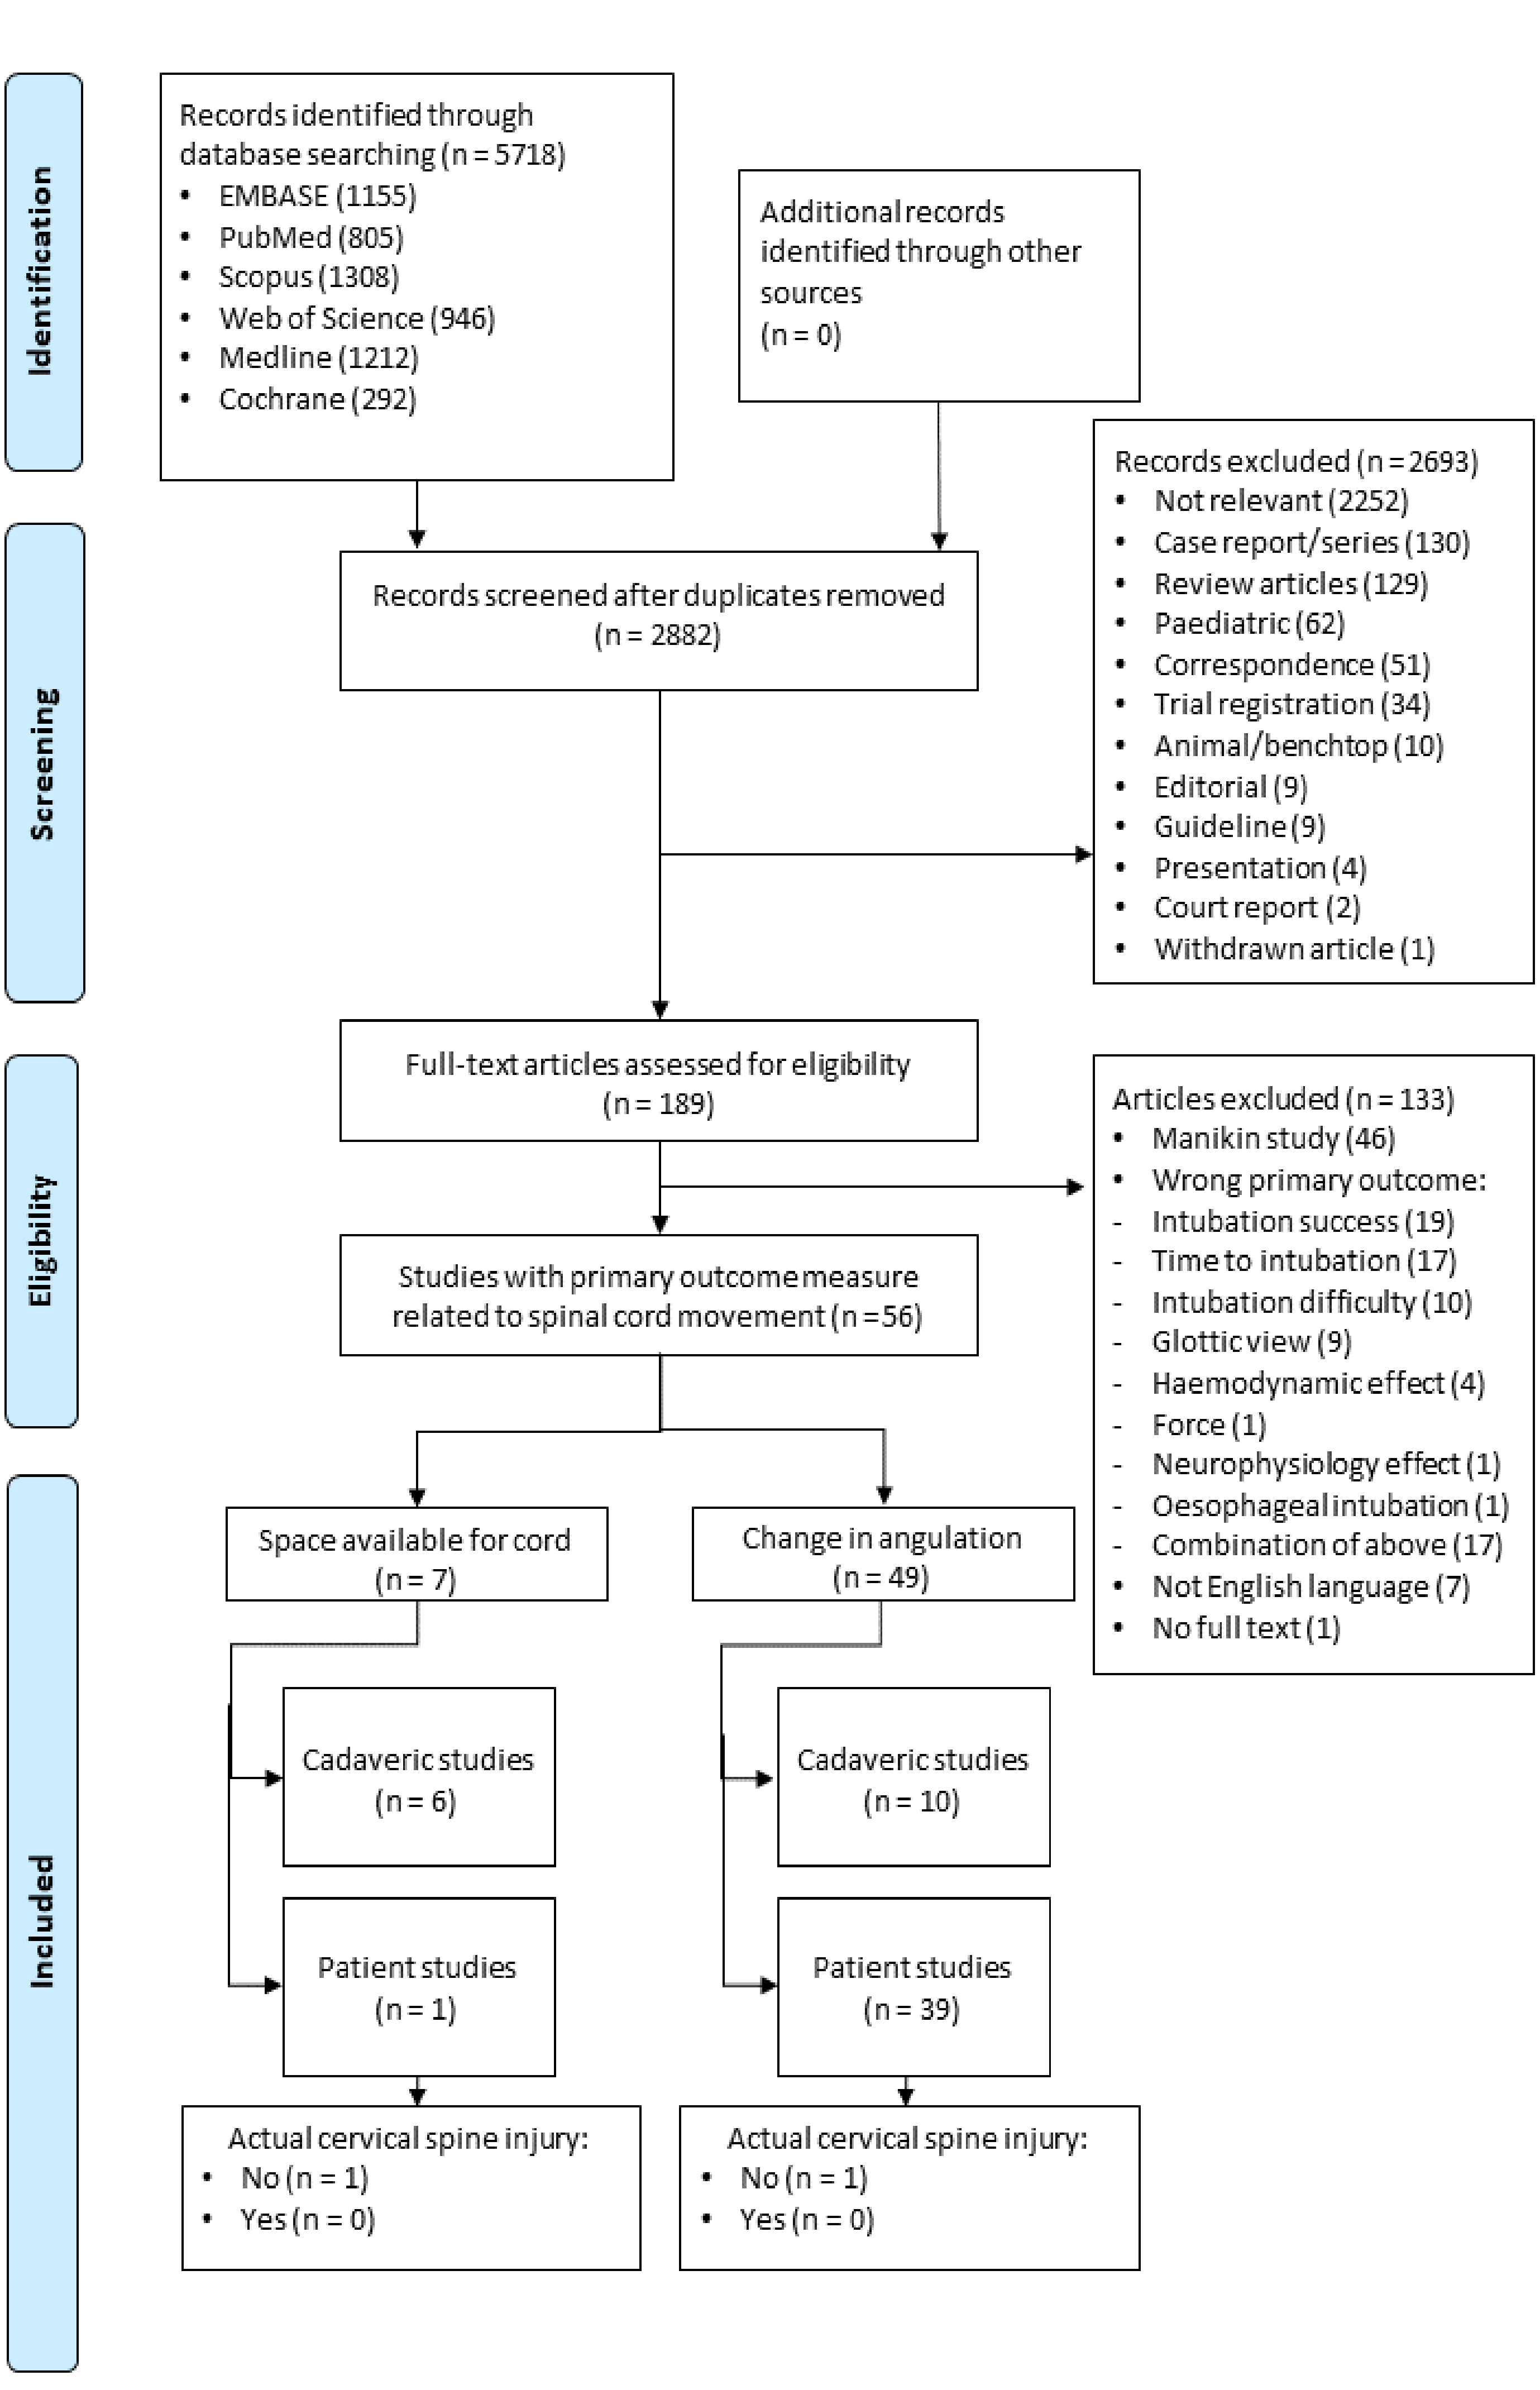 Identification
Records identified through
database searching (n = 5718)
• EMBASE (1155)
• PubMed (805)
• Scopus (1308)
• Web of Science (946)
• Medline (1212)
• Cochrane (292)
Additional records
identified through other
sources
(n = 0)
Screening
Records screened after duplicates removed
(n = 2882)
Records excluded (n = 2693)
• Not relevant (2252)
• Case report/series (130)
• Review articles (129)
• Paediatric (62)
• Correspondence (51)
• Trial registration (34)
• Animal/benchtop (10)
• Editorial (9)
• Guideline (9)
• Presentation (4)
• Court report (2)
• Withdrawn article (1)
Eligibility
Full-text articles assessed for eligibility
(n = 189)
Articles excluded (n = 133)
• Manikin study (46)
• Wrong primary outcome:
- Intubation success (19)
- Time to intubation (17)
- Intubation difficulty (10)
- Glottic view (9)
- Haemodynamic effect (4)
- Force (1)
- Neurophysiology effect (1)
- Oesophageal intubation (1)
- Combination of above (17)
• Not English language (7)
• No full text (1)
Studies with primary outcome measure
related to spinal cord movement (n = 56)
Included
Space available for cord
(n = 7)
Change in angulation
(n = 49)
Cadaveric studies
(n = 6)
Cadaveric studies
(n = 10)
Patient studies
(n = 1)
Patient studies
(n = 39)
Actual cervical spine injury:
• No (n = 1)
• Yes (n = 0)
Actual cervical spine injury:
• No (n = 1)
• Yes (n = 0)